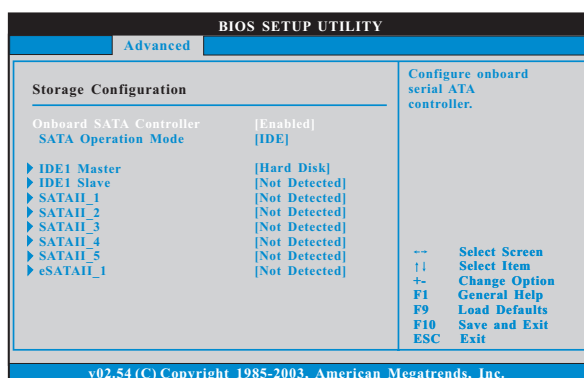 BIOS SETUP UTILITY
Advanced
Storage Configuration
Onboard SATA Controller [Enabled]
SATA Operation Mode [IDE]
IDE1 Master [Hard Disk]
IDE1 Slave [Not Detected]
SATAII_1 [Not Detected]
SATAII_2 [Not Detected]
SATAII_3 [Not Detected]
SATAII_4 [Not Detected]
SATAII_5 [Not Detected]
eSATAII_1 [Not Detected]
Configure onboard
serial ATA
controller.
←→ Select Screen
↑↓ Select Item
+- Change Option
F1 General Help
F9 Load Defaults
F10 Save and Exit
ESC Exit
v02.54 (C) Copyright 1985-2003, American Megatrends, Inc.